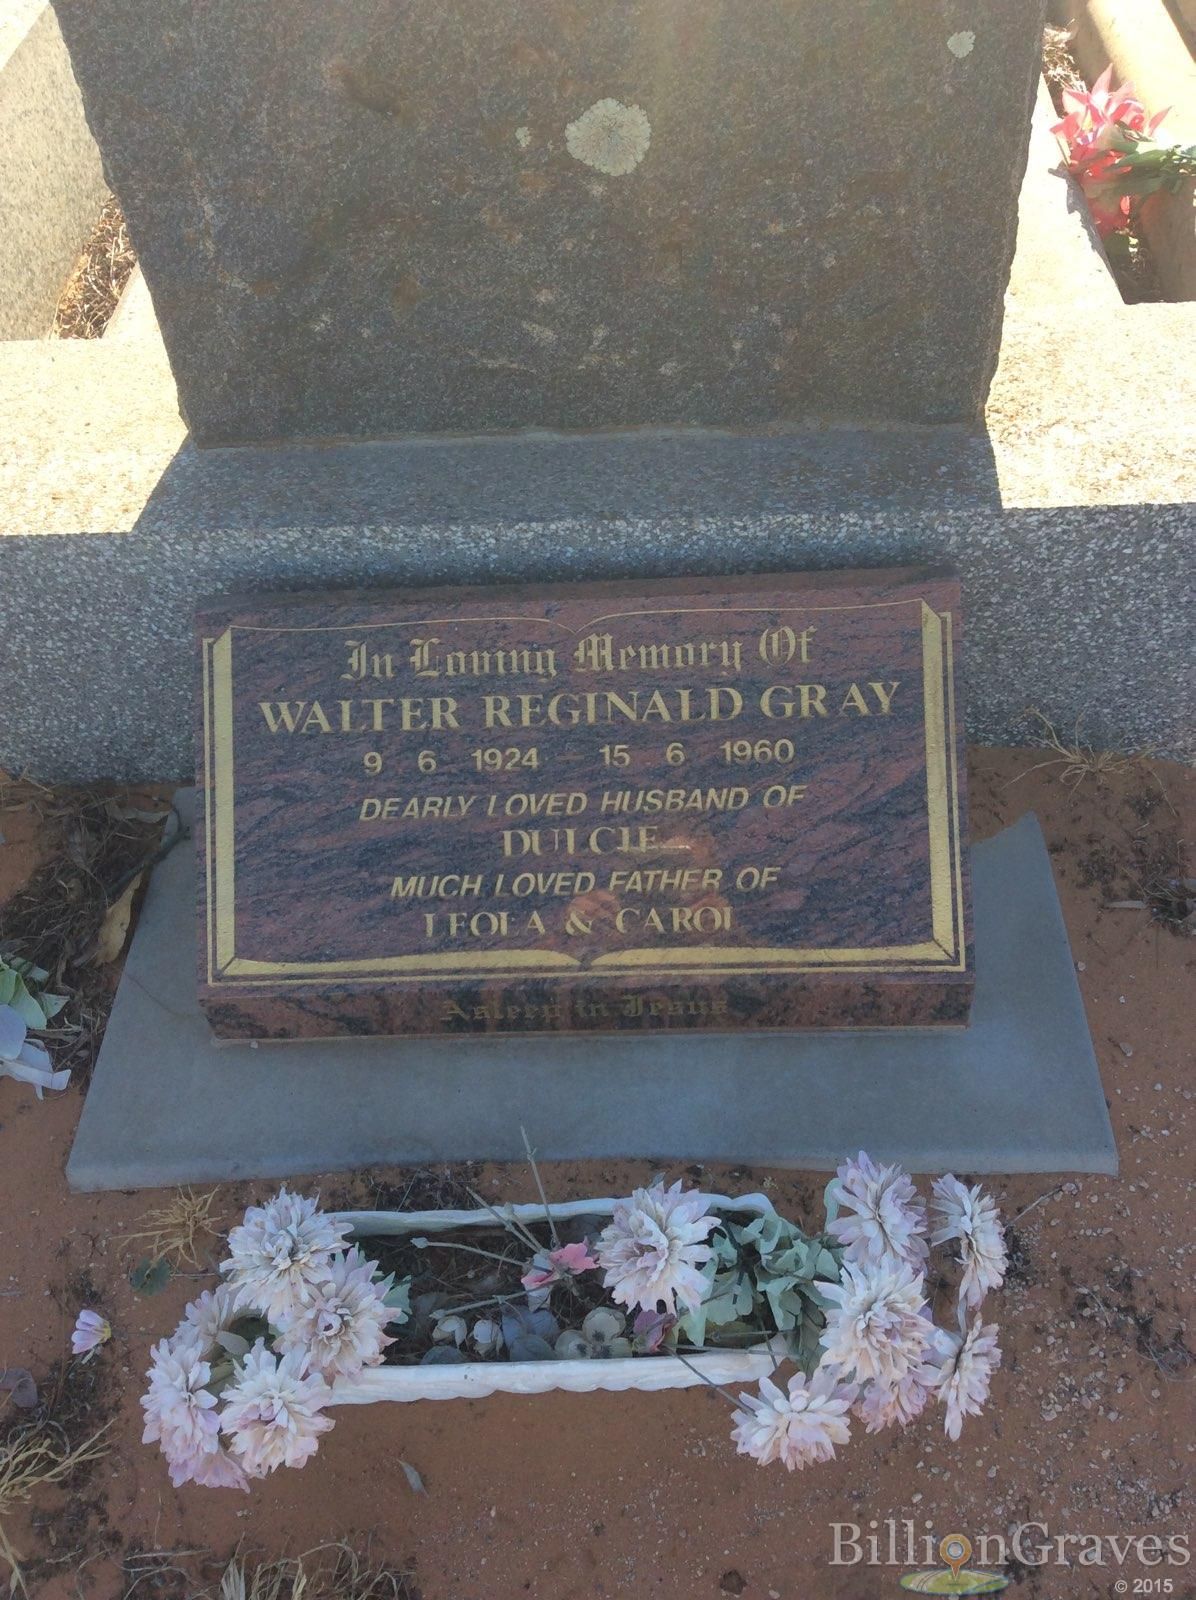 In Loving Memory Of
WALTER REGINALD GRAY
9 6 1924 - 15 6 1960
DEARLY LOVED HUSBAND OF
DULCIE
MUCH LOVED FATHER OF
LEOLA & CAROL
Asleep in Jesus
BillionGraves
© 2015